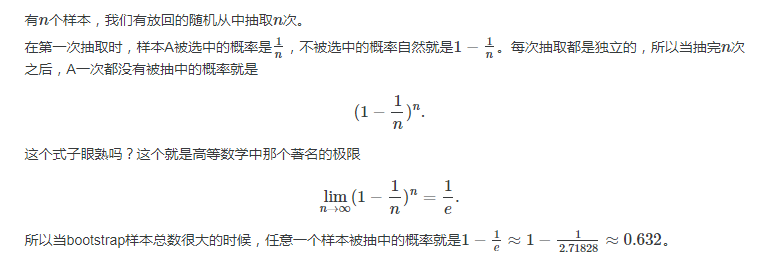 有n个样本，我们有放回的随机从中抽取n次。
在第一次抽取时，样本A被选中的概率是$\frac{1}{n}$，不被选中的概率自然就是$1-\frac{1}{n}$。每次抽取都是独立的，所以当抽完n次
之后，A一次都没有被抽中的概率就是
$(1-\frac{1}{n})^n.$
这个式子眼熟吗？这个就是高等数学中那个著名的极限
$\lim_{n\to\infty}(1-\frac{1}{n})^n=\frac{1}{e}.$
所以当bootstrap样本总数很大的时候，任意一个样本被抽中的概率就是$1-\frac{1}{e}\approx 1-\frac{1}{2.71828}\approx 0.632$。